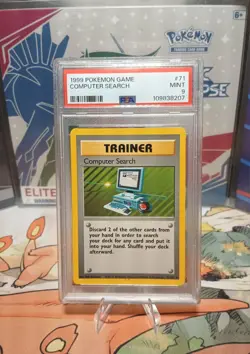 1999 POKEMON GAME #71
COMPUTER SEARCH MINT
9
PSA 109838207
POKÉMON
ELITE
TRAINER
Computer Search
Discard 2 of the other cards from
your hand in order to search
your deck for any card and put it
into your hand. Shuffle your deck
afterward.